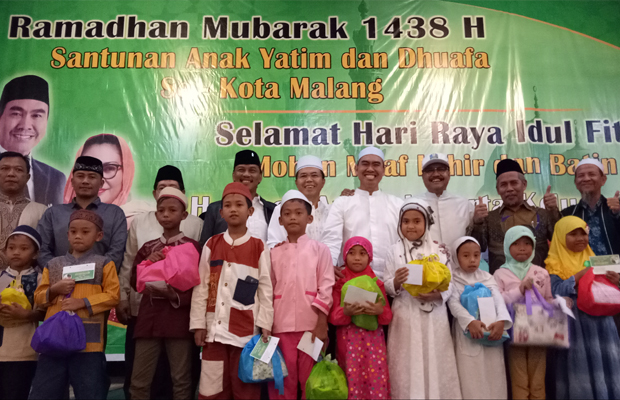 Ramadhan Mubarak 1438 H
Santunan Anak Yatim dan Dhuafa
Kota Malang
Selamat Hari Raya Idul Fit
Mohon Maaf Lahir dan Batin